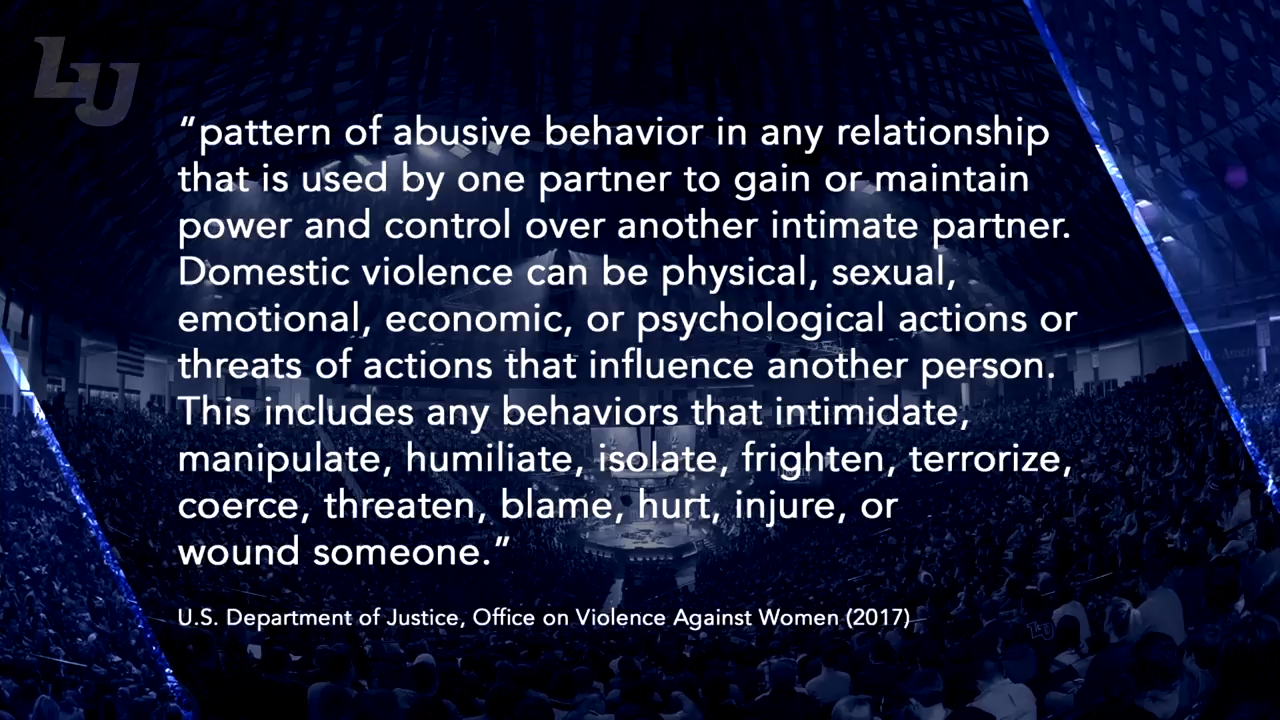 LU
“pattern of abusive behavior in any relationship
that is used by one partner to gain or maintain
power and control over another intimate partner.
Domestic violence can be physical, sexual,
emotional, economic, or psychological actions or
threats of actions that influence another person.
This includes any behaviors that intimidate,
manipulate, humiliate, isolate, frighten, terrorize,
coerce, threaten, blame, hurt, injure, or
wound someone.”
U.S. Department of Justice, Office on Violence Against Women (2017)